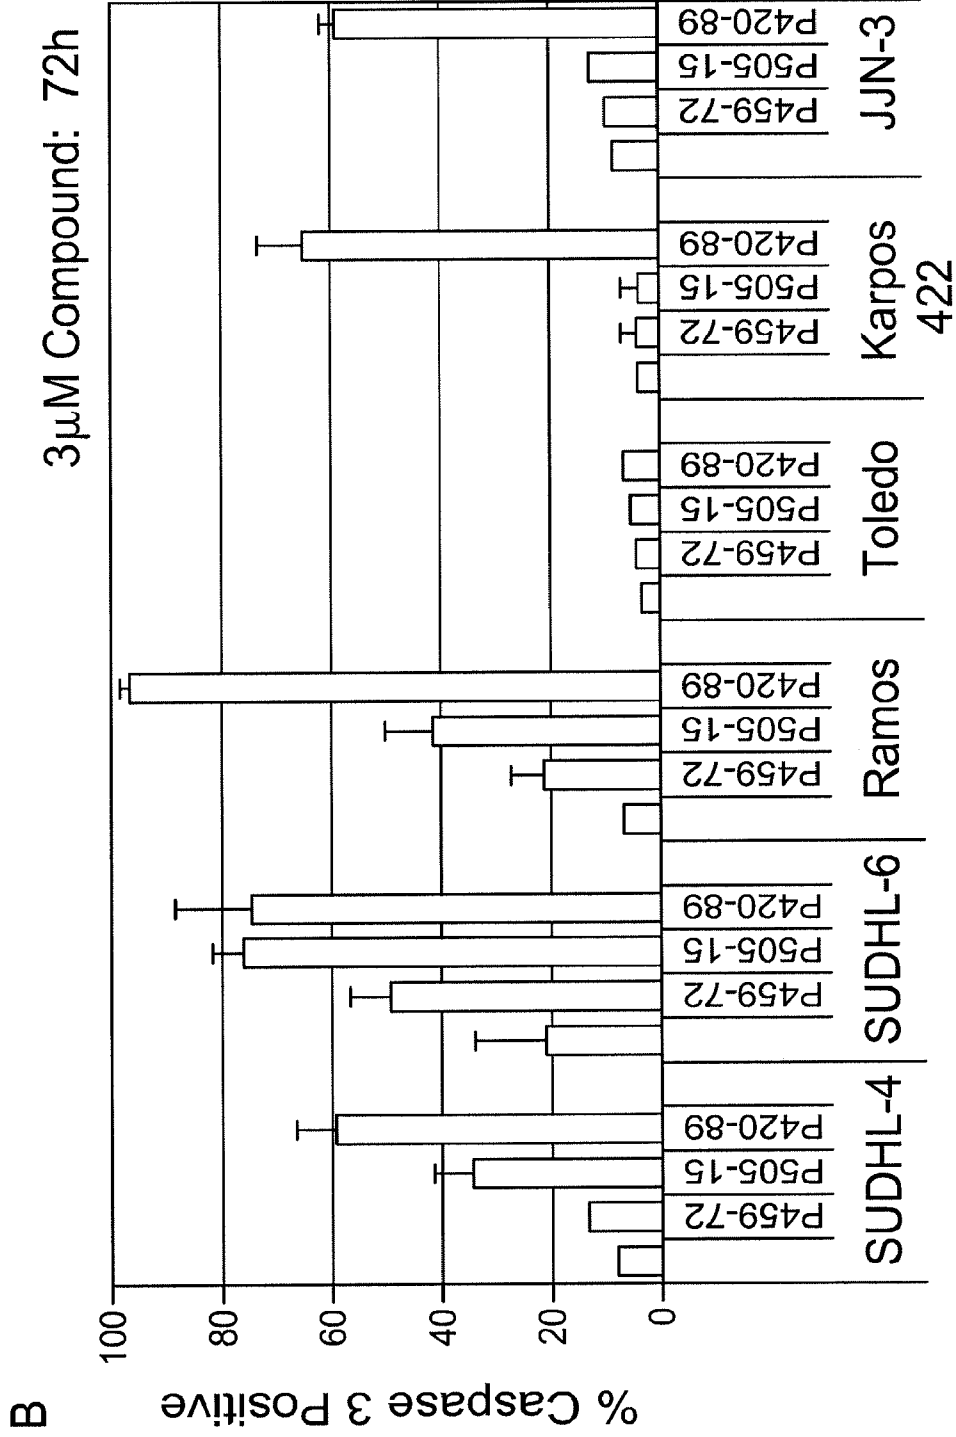 B
3µM Compound: 72h
% Caspase 3 Positive
100
80
60
40
20
0
P459-72
P505-15
P420-89
P459-72
P505-15
P420-89
P459-72
P505-15
P420-89
P459-72
P505-15
P420-89
P459-72
P505-15
P420-89
P459-72
P505-15
P420-89
SUDHL-4
SUDHL-6
Ramos
Toledo
Karpos
422
JJN-3